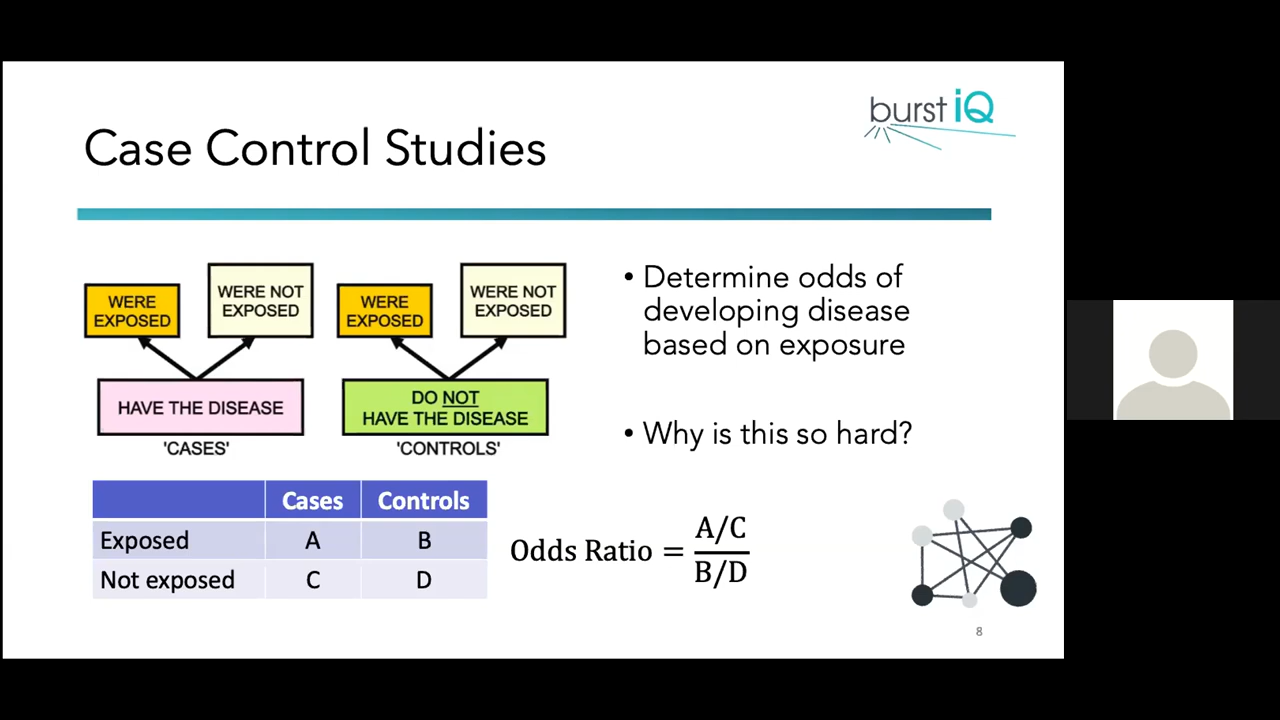 burst iQ
Case Control Studies
WERE
EXPOSED
WERE NOT
EXPOSED
WERE
EXPOSED
WERE NOT
EXPOSED
HAVE THE DISEASE
DO NOT
HAVE THE DISEASE
'CASES'
'CONTROLS'
• Determine odds of
developing disease
based on exposure
• Why is this so hard?
Cases Controls
Exposed A B
Not exposed C D
Odds Ratio = A/C
B/D
8